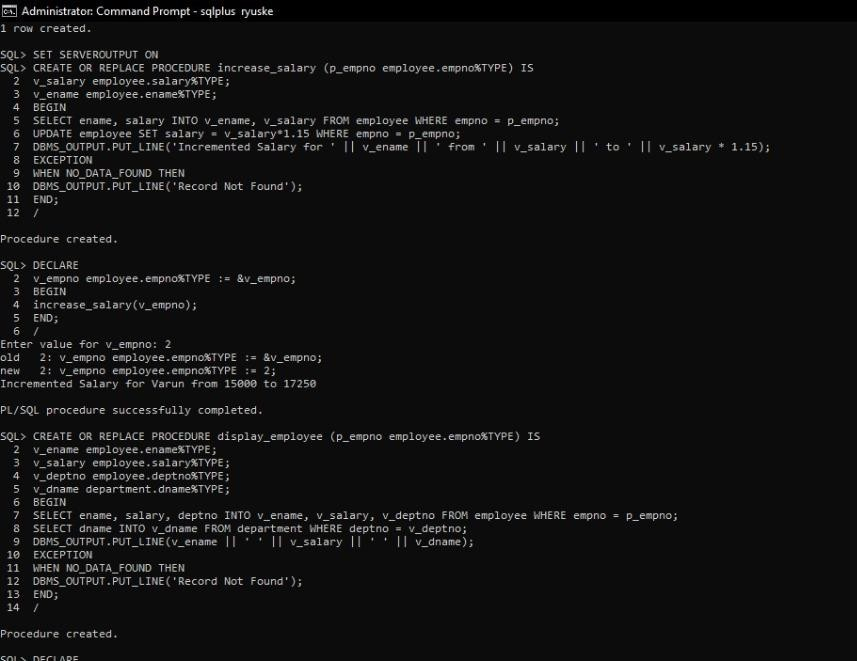 Administrator: Command Prompt - sqlplus ryuske
1 row created.
SQL> SET SERVEROUTPUT ON
SQL> CREATE OR REPLACE PROCEDURE increase_salary (p_empno employee.empno%TYPE) IS
2 v_salary employee.salary%TYPE;
3 v_ename employee.ename%TYPE;
4 BEGIN
5 SELECT ename, salary INTO v_ename, v_salary FROM employee WHERE empno = p_empno;
6 UPDATE employee SET salary = v_salary*1.15 WHERE empno = p_empno;
7 DBMS_OUTPUT.PUT_LINE('Incremented Salary for ' || v_ename || ' from ' || v_salary || ' to ' || v_salary * 1.15);
8 EXCEPTION
9 WHEN NO_DATA_FOUND THEN
10 DBMS_OUTPUT.PUT_LINE('Record Not Found');
11 END;
12 /
Procedure created.
SQL> DECLARE
2 v_empno employee.empno%TYPE := &v_empno;
3 BEGIN
4 increase_salary(v_empno);
5 END;
6 /
Enter value for v_empno: 2
old 2: v_empno employee.empno%TYPE := &v_empno;
new 2: v_empno employee.empno%TYPE := 2;
Incremented Salary for Varun from 15000 to 17250
PL/SQL procedure successfully completed.
SQL> CREATE OR REPLACE PROCEDURE display_employee (p_empno employee.empno%TYPE) IS
2 v_ename employee.ename%TYPE;
3 v_salary employee.salary%TYPE;
4 v_deptno employee.deptno%TYPE;
5 v_dname department.dname%TYPE;
6 BEGIN
7 SELECT ename, salary, deptno INTO v_ename, v_salary, v_deptno FROM employee WHERE empno = p_empno;
8 SELECT dname INTO v_dname FROM department WHERE deptno = v_deptno;
9 DBMS_OUTPUT.PUT_LINE(v_ename || ' ' || v_salary || ' ' || v_dname);
10 EXCEPTION
11 WHEN NO_DATA_FOUND THEN
12 DBMS_OUTPUT.PUT_LINE('Record Not Found');
13 END;
14 /
Procedure created.
SQL> DECLARE